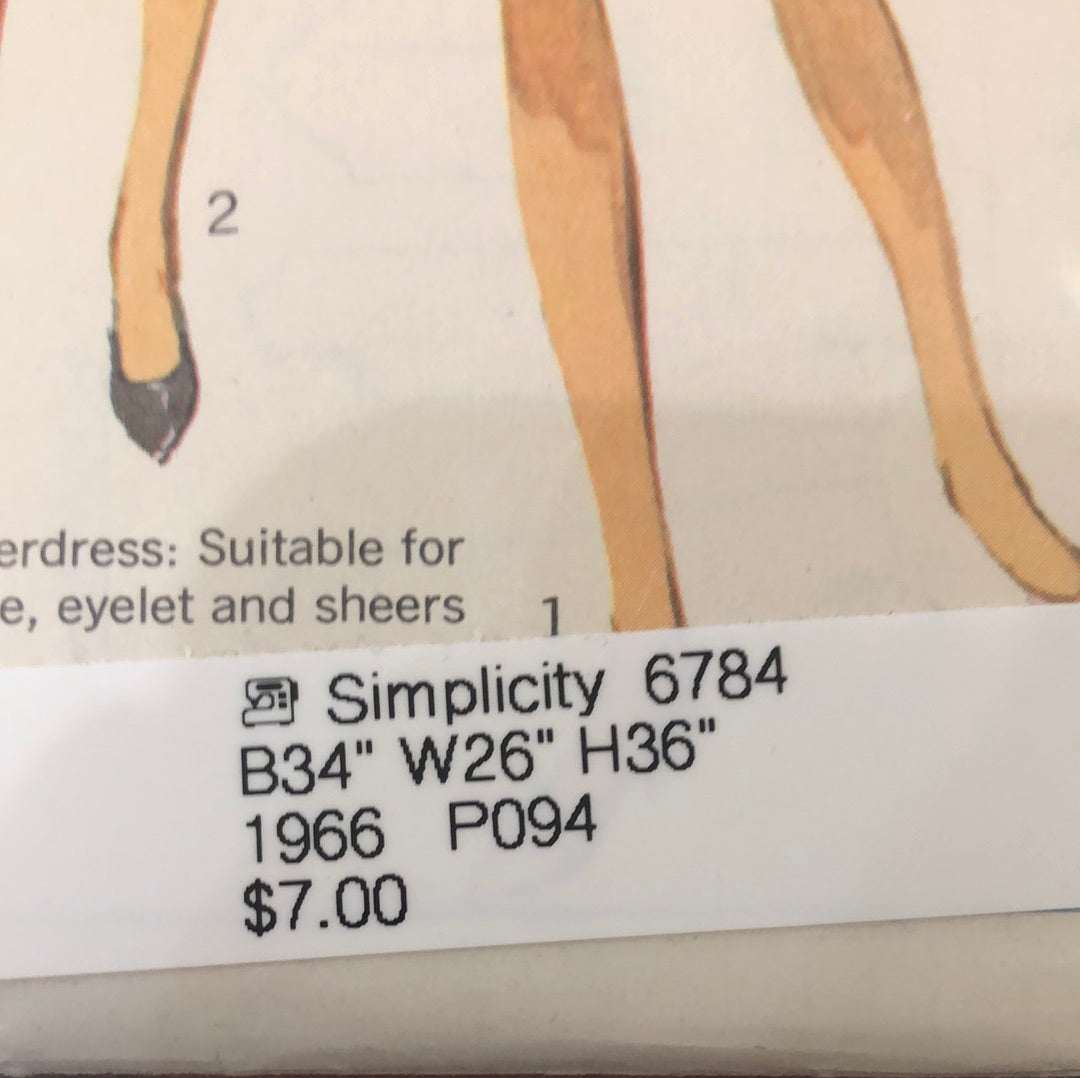 2
erdress: Suitable for
e, eyelet and sheers
1
Simplicity 6784
B34" W26" H36"
1966 P094
$7.00